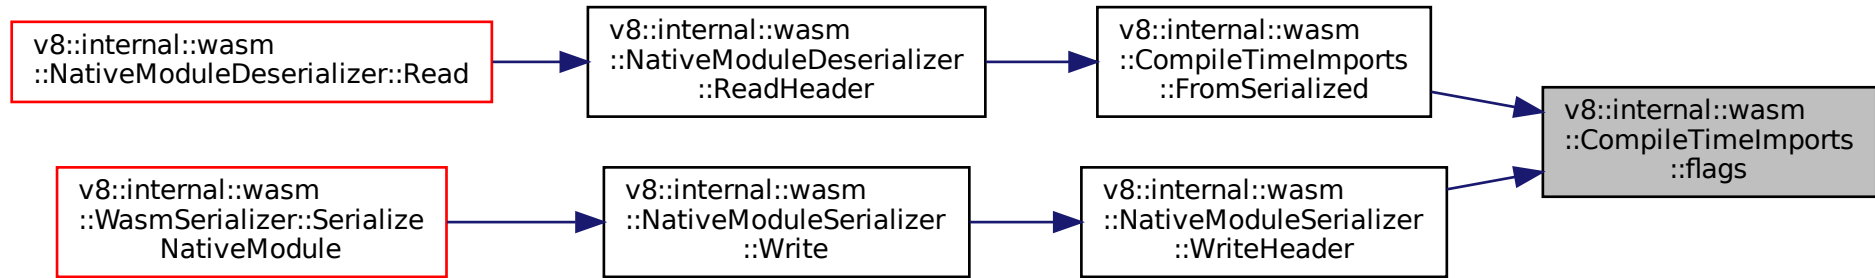 v8::internal::wasm
::NativeModuleDeserializer::Read
v8::internal::wasm
::NativeModuleDeserializer
::ReadHeader
v8::internal::wasm
::CompileTimeImports
::FromSerialized
v8::internal::wasm
::CompileTimeImports
::flags
v8::internal::wasm
::WasmSerializer::Serialize
NativeModule
v8::internal::wasm
::NativeModuleSerializer
::Write
v8::internal::wasm
::NativeModuleSerializer
::WriteHeader